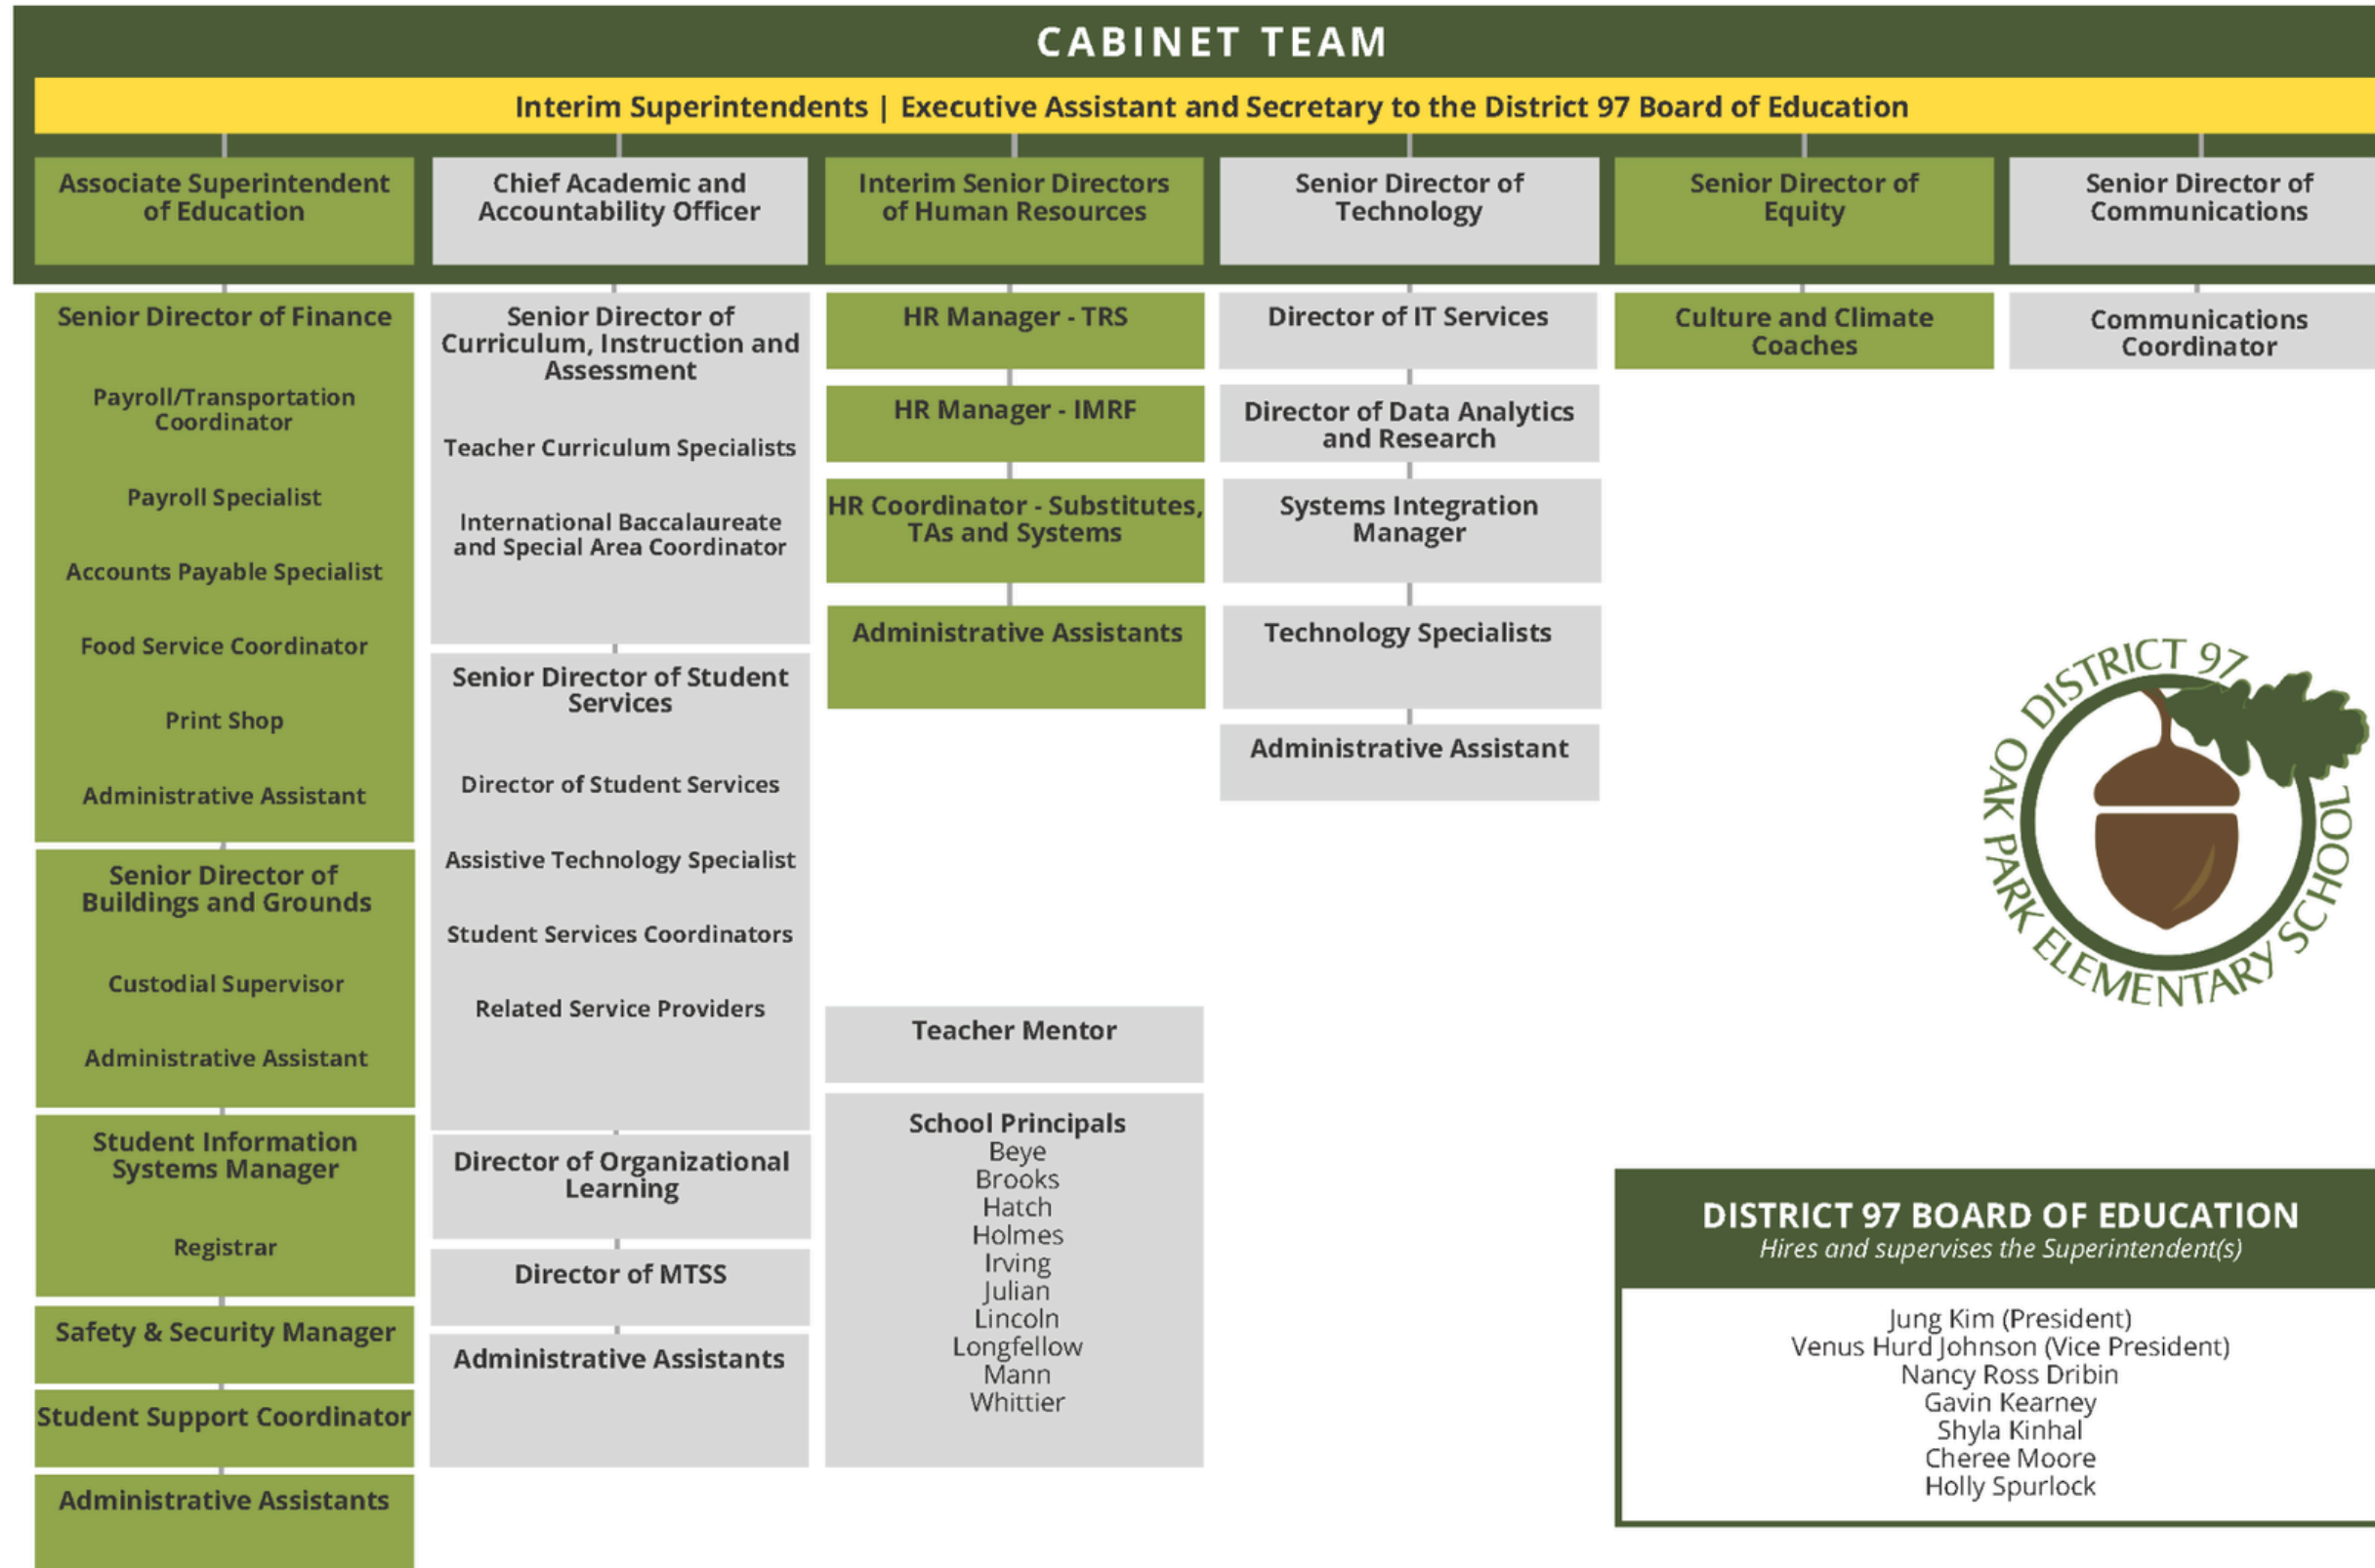 CABINET TEAM
Interim Superintendents | Executive Assistant and Secretary to the District 97 Board of Education
Associate Superintendent
of Education
Senior Director of Finance
Payroll/Transportation
Coordinator
Payroll Specialist
Accounts Payable Specialist
Food Service Coordinator
Print Shop
Administrative Assistant
Senior Director of
Buildings and Grounds
Custodial Supervisor
Administrative Assistant
Student Information
Systems Manager
Registrar
Safety & Security Manager
Student Support Coordinator
Administrative Assistants
Chief Academic and
Accountability Officer
Senior Director of
Curriculum, Instruction and
Assessment
Teacher Curriculum Specialists
International Baccalaureate
and Special Area Coordinator
Senior Director of Student
Services
Director of Student Services
Assistive Technology Specialist
Student Services Coordinators
Related Service Providers
Director of Organizational
Learning
Director of MTSS
Administrative Assistants
Interim Senior Directors
of Human Resources
HR Manager - TRS
HR Manager - IMRF
HR Coordinator - Substitutes,
TAs and Systems
Administrative Assistants
Teacher Mentor
School Principals
Beye
Brooks
Hatch
Holmes
Irving
Julian
Lincoln
Longfellow
Mann
Whittier
Senior Director of
Technology
Director of IT Services
Director of Data Analytics
and Research
Systems Integration
Manager
Technology Specialists
Administrative Assistant
Senior Director of
Equity
Culture and Climate
Coaches
Senior Director of
Communications
Communications
Coordinator
OAK PARK ELEMENTARY SCHOOL
DISTRICT 97
DISTRICT 97 BOARD OF EDUCATION
Hires and supervises the Superintendent(s)
Jung Kim (President)
Venus Hurd Johnson (Vice President)
Nancy Ross Dribin
Gavin Kearney
Shyla Kinhal
Cheree Moore
Holly Spurlock